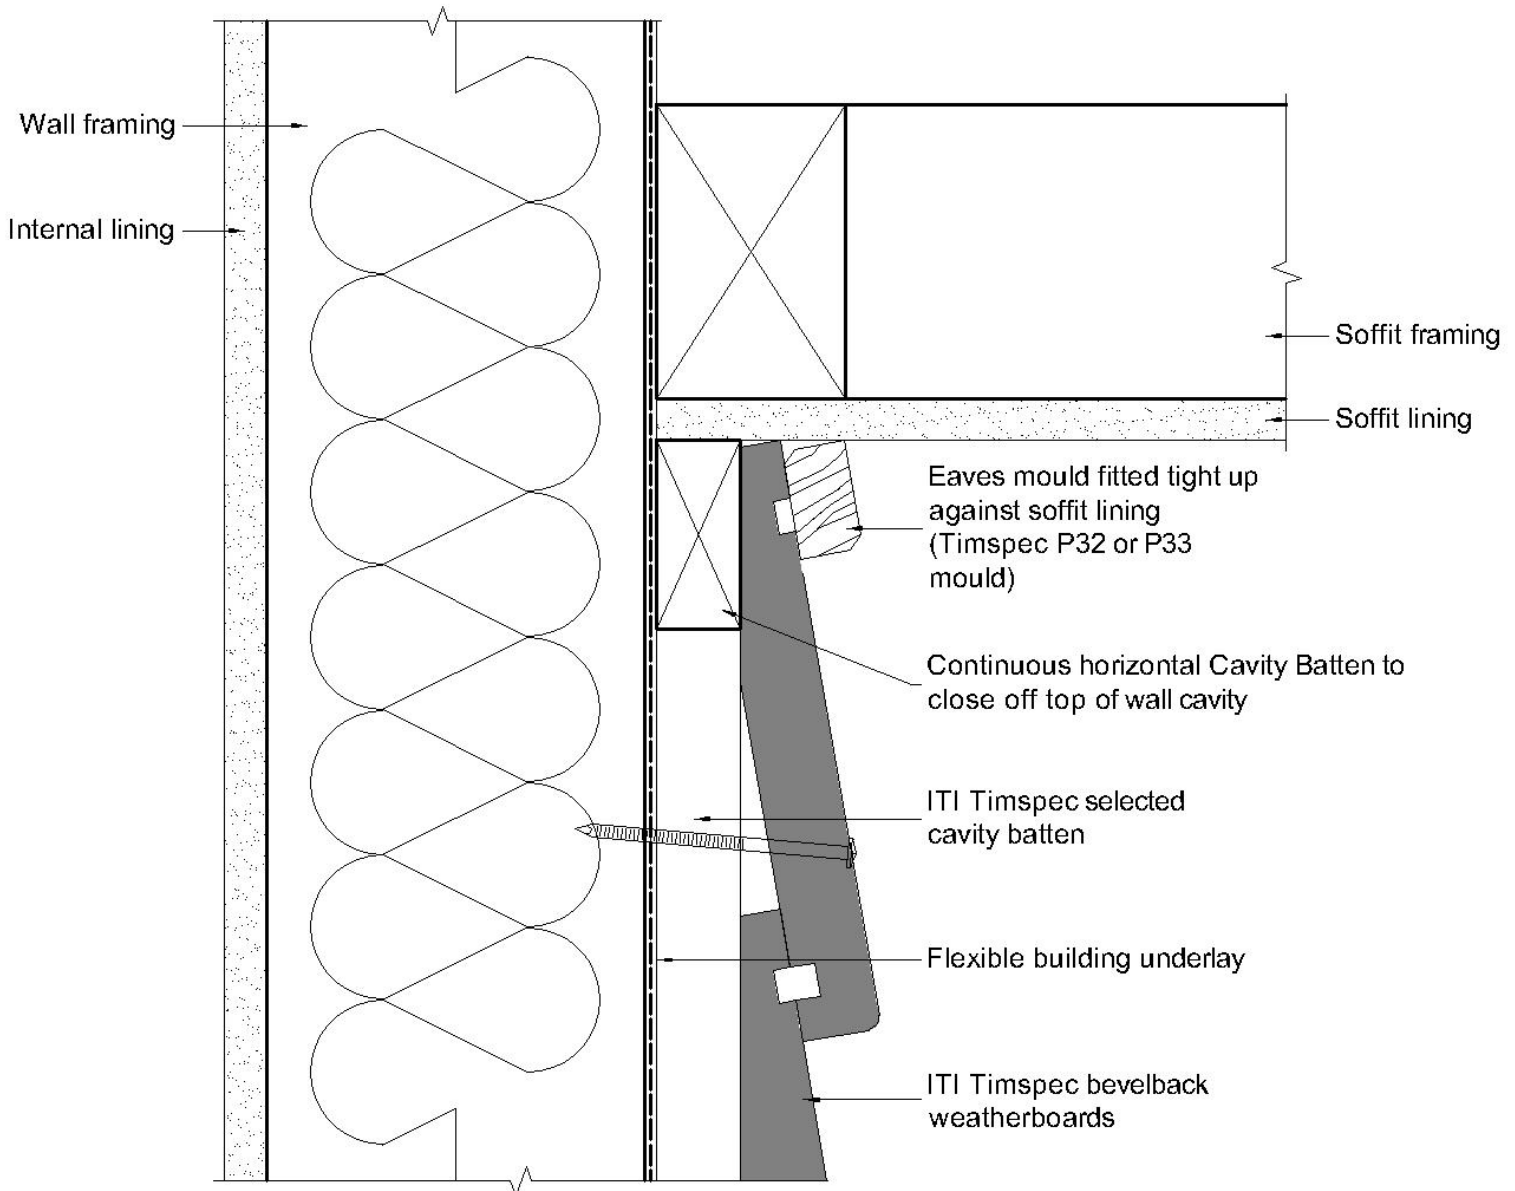 Wall framing
Internal lining
Soffit framing
Soffit lining
Eaves mould fitted tight up
against soffit lining
(Timspec P32 or P33
mould)
Continuous horizontal Cavity Batten to
close off top of wall cavity
ITI Timspec selected
cavity batten
Flexible building underlay
ITI Timspec bevelback
weatherboards